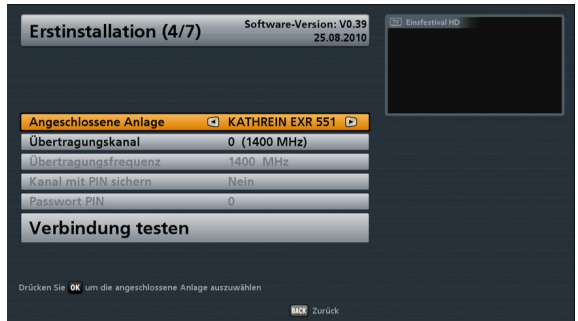 Erstinstallation (4/7)
Software-Version: V0.39
25.08.2010
TV Einsfestival HD
Angeschlossene Anlage KATHREIN EXR 551
Übertragungskanal 0 (1400 MHz)
Übertragungsfrequenz 1400 MHz
Kanal mit PIN sichern Nein
Passwort PIN 0
Verbindung testen
Drücken Sie OK um die angeschlossene Anlage auszuwählen
BACK Zurück